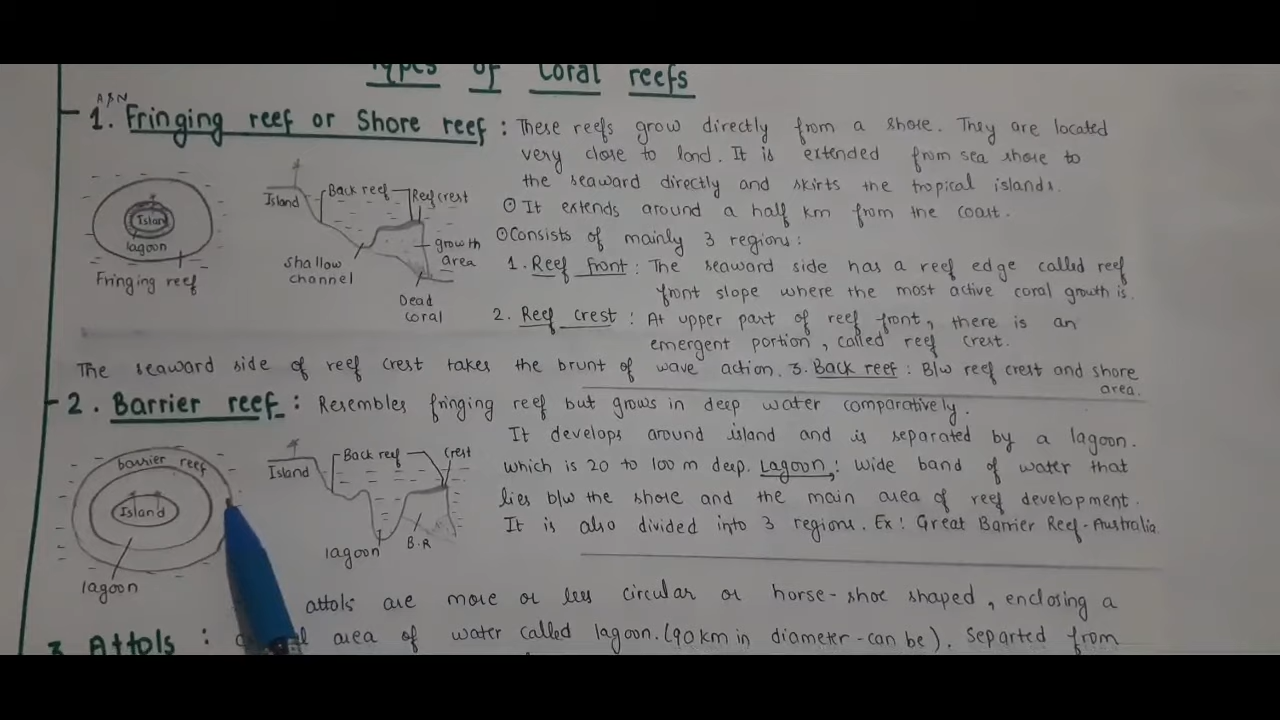 Types of Coral reefs
A & N
1. Fringing reef or Shore reef : These reefs grow directly from a shore. They are located
very close to land. It is extended from sea shore to
the seaward directly and skirts the tropical islands.
It extends around a half km from the coast.
Consists of mainly 3 regions:
1. Reef front : The seaward side has a reef edge called reef
front slope where the most active coral growth is.
2. Reef crest : At upper part of reef front, there is an
emergent portion, called reef crest.
Island
lagoon
Fringing reef
Island
Back reef
Reef crest
growth
area
shallow
channel
Dead
coral
The seaward side of reef crest takes the brunt of wave action. 3. Back reef : B/w reef crest and shore
area.
2. Barrier reef : Resembles fringing reef but grows in deep water comparatively.
It develops around island and is separated by a lagoon.
which is 20 to 100 m deep. Lagoon : wide band of water that
lies b/w the shore and the main area of reef development.
It is also divided into 3 regions. Ex : Great Barrier Reef - Australia
barrier reef
Island
lagoon
Island
Back reef
Crest
lagoon
B.R
3. Attols : attols are more or less circular or horse-shoe shaped, enclosing a
area of water called lagoon. (90 km in diameter - can be). Separted from